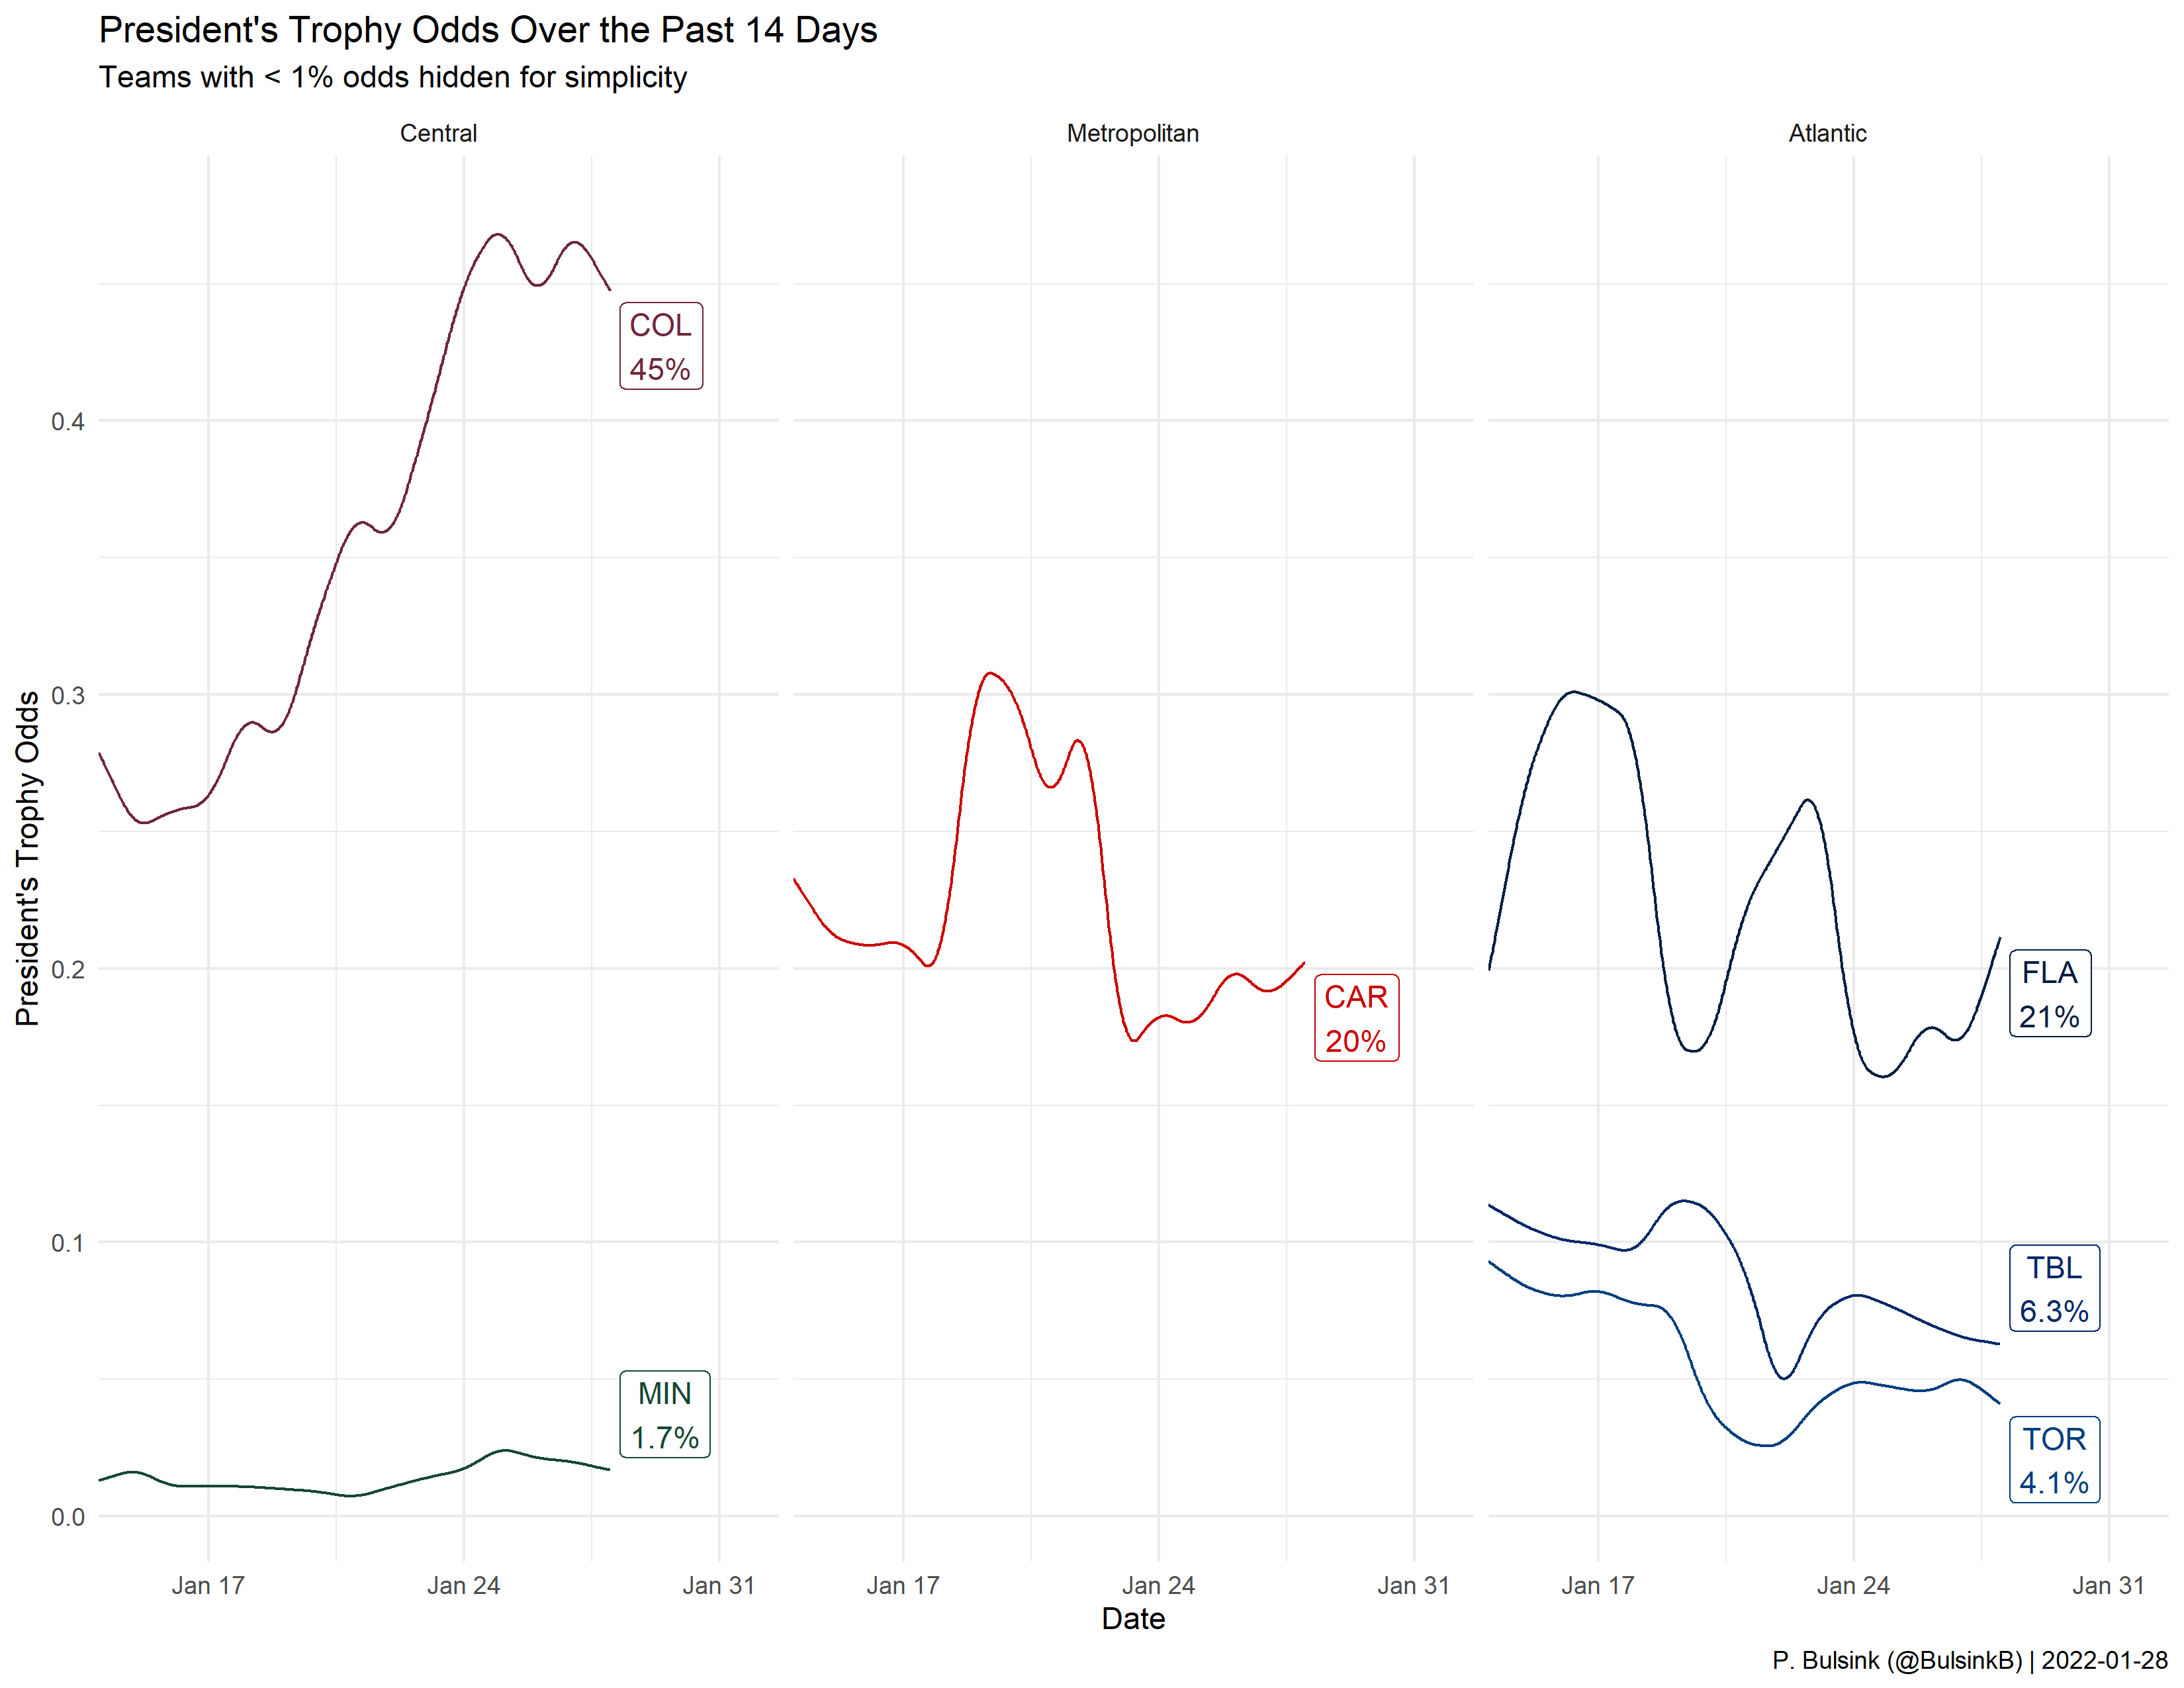 President's Trophy Odds Over the Past 14 Days
Teams with < 1% odds hidden for simplicity
Central
Metropolitan
Atlantic
President's Trophy Odds
0.4
0.3
0.2
0.1
0.0
COL
45%
MIN
1.7%
CAR
20%
FLA
21%
TBL
6.3%
TOR
4.1%
Jan 17
Jan 24
Jan 31
Jan 17
Jan 24
Jan 31
Jan 17
Jan 24
Jan 31
Date
P. Bulsink (@BulsinkB) | 2022-01-28